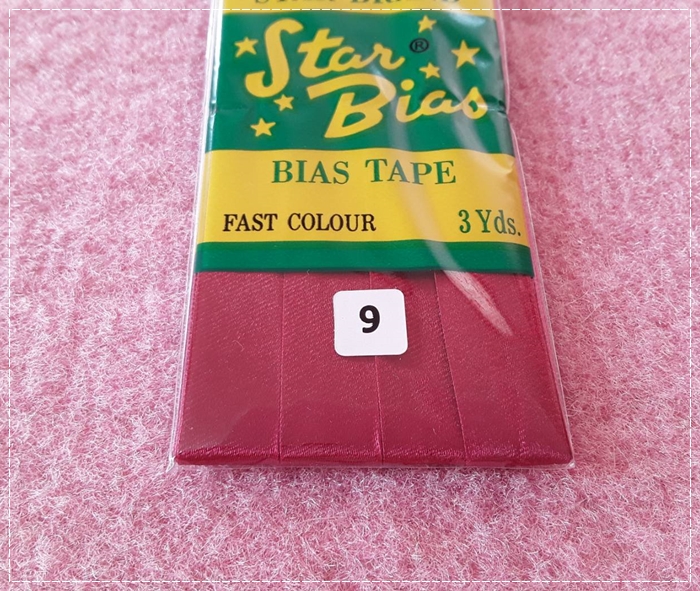 Star ®
Bias
BIAS TAPE
FAST COLOUR 3 Yds.
9